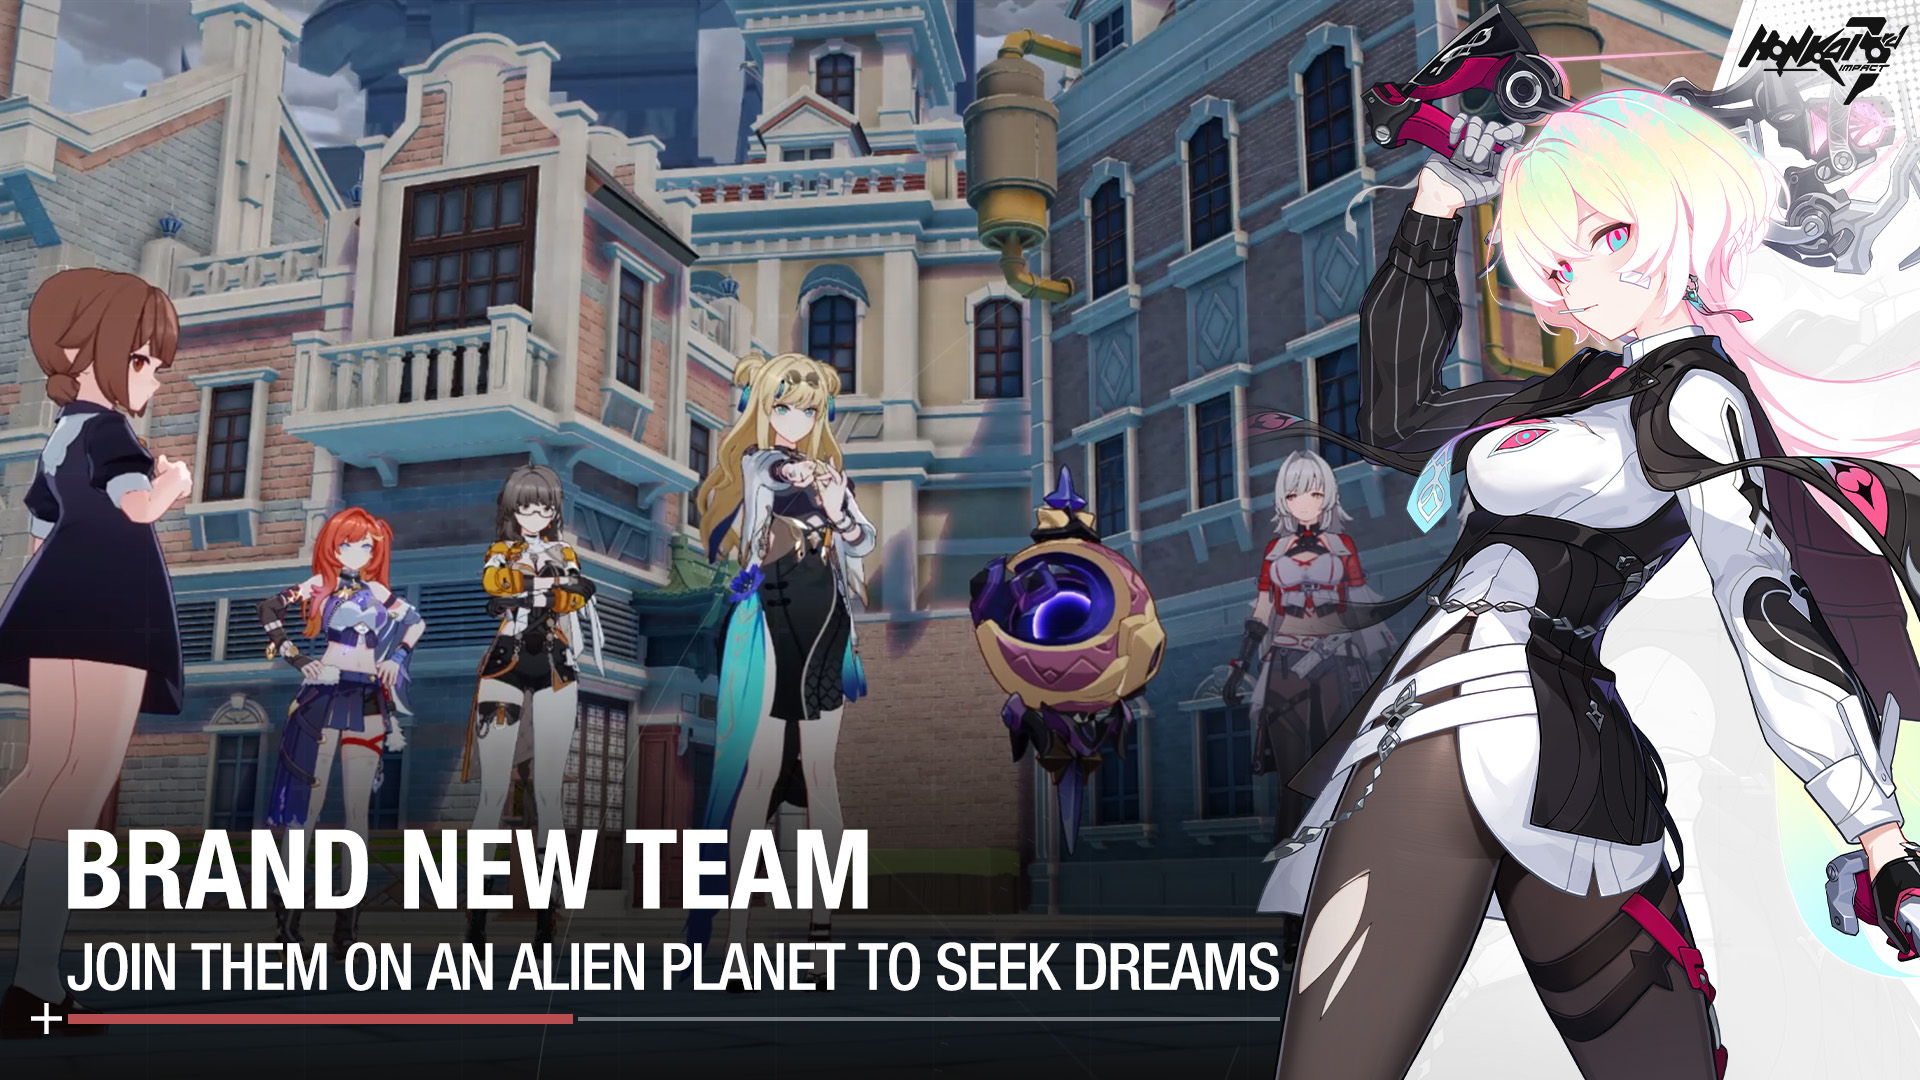 HONKAI 3rd
IMPACT
BRAND NEW TEAM
JOIN THEM ON AN ALIEN PLANET TO SEEK DREAMS